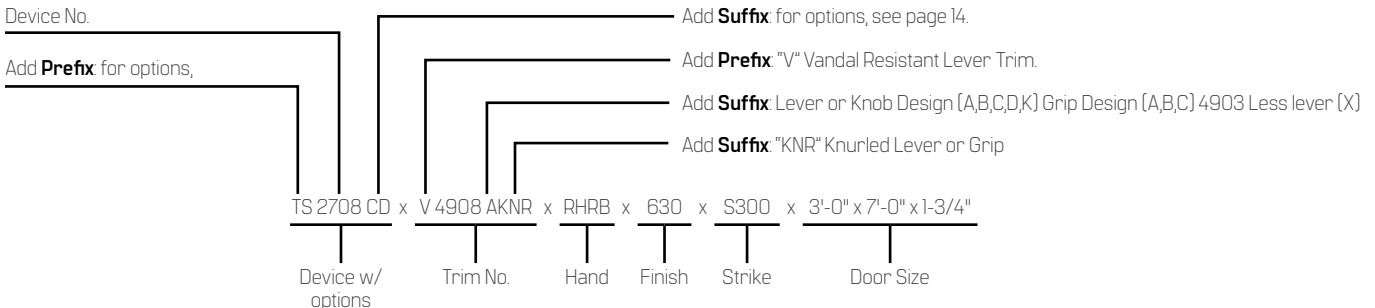 Device No.
Add Prefix: for options,
Add Suffix: for options, see page 14.
Add Prefix: "V" Vandal Resistant Lever Trim.
Add Suffix: Lever or Knob Design (A,B,C,D,K) Grip Design (A,B,C) 4903 Less lever (X)
Add Suffix: "KNR" Knurled Lever or Grip
TS 2708 CD x V 4908 AKNR x RHRB x 630 x S300 x 3'-0" x 7'-0" x 1-3/4"
Device w/ options
Trim No.
Hand
Finish
Strike
Door Size